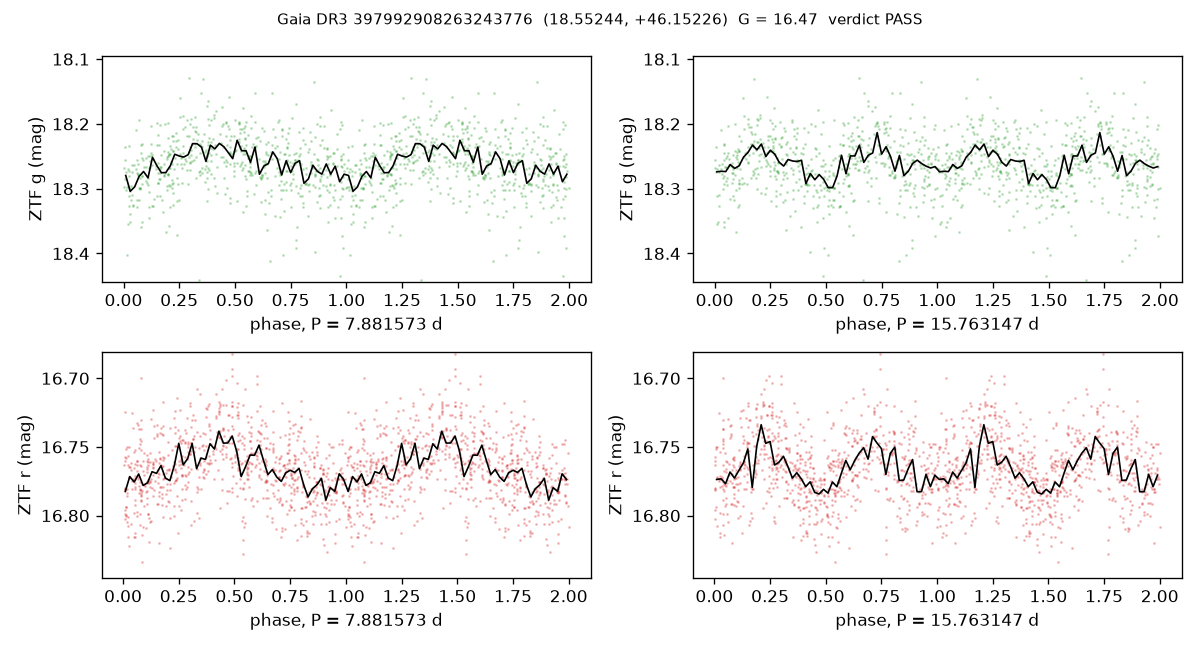 Gaia DR3 397992908263243776 (18.55244, +46.15226) G = 16.47 verdict PASS
ZTF g (mag)
18.1
18.2
18.3
18.4
0.00 0.25 0.50 0.75 1.00 1.25 1.50 1.75 2.00
phase, P = 7.881573 d
ZTF g (mag)
18.1
18.2
18.3
18.4
0.00 0.25 0.50 0.75 1.00 1.25 1.50 1.75 2.00
phase, P = 15.763147 d
ZTF r (mag)
16.70
16.75
16.80
0.00 0.25 0.50 0.75 1.00 1.25 1.50 1.75 2.00
phase, P = 7.881573 d
ZTF r (mag)
16.70
16.75
16.80
0.00 0.25 0.50 0.75 1.00 1.25 1.50 1.75 2.00
phase, P = 15.763147 d